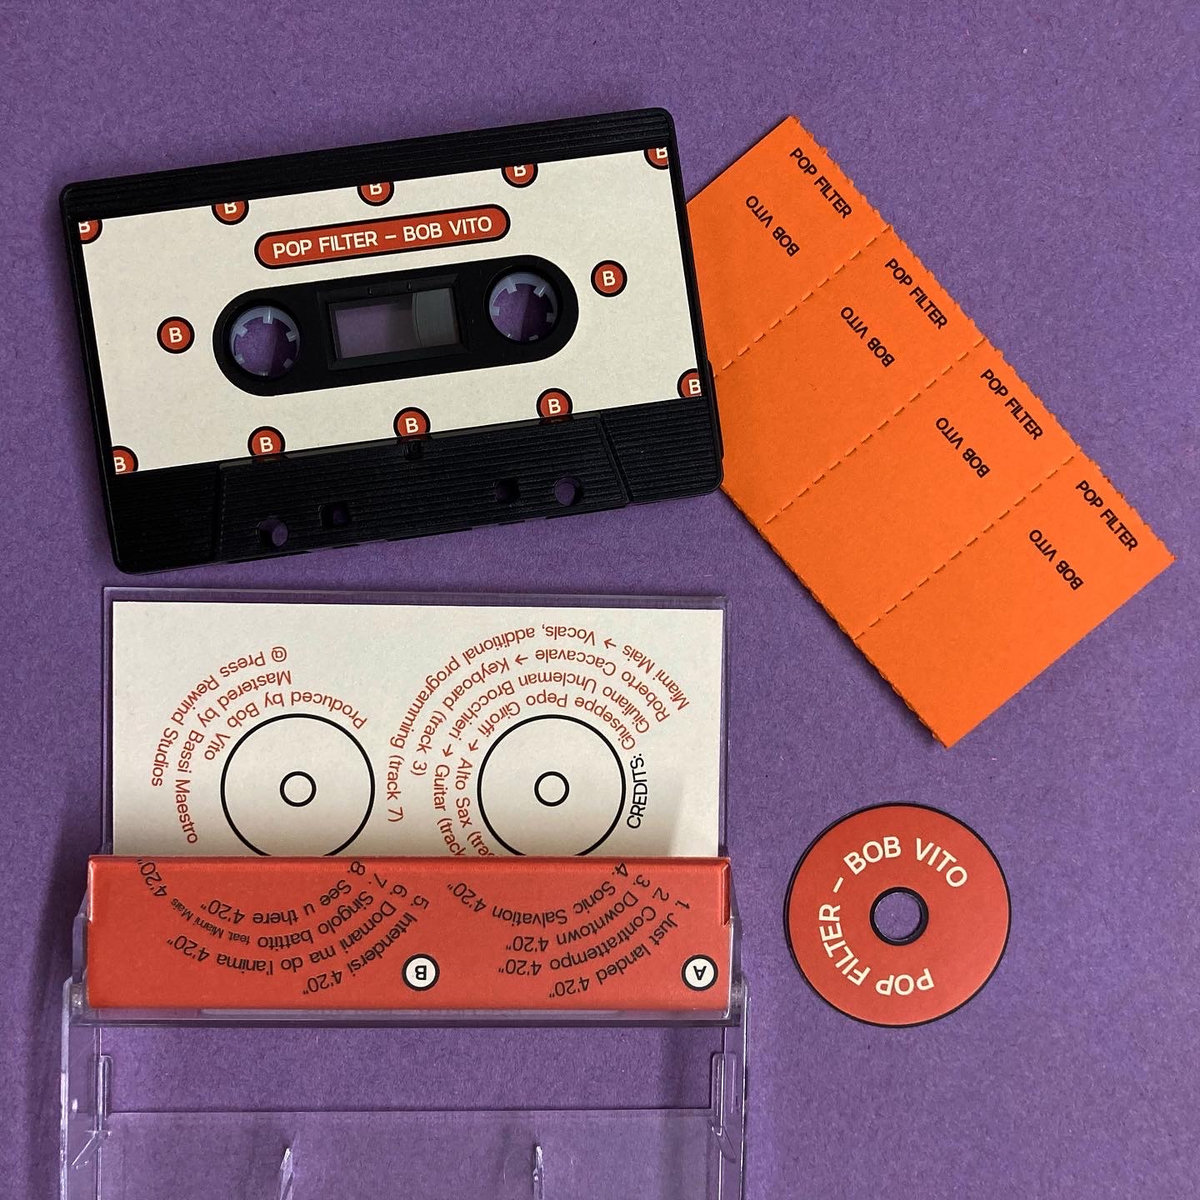 B
B
B
B
B
POP FILTER – BOB VITO
B
B
B
B
B
B
B
POP FILTER
BOB VITO
POP FILTER
BOB VITO
POP FILTER
BOB VITO
POP FILTER
BOB VITO
Produced by Bob Vito
Mastered by Bassi Maestro
@ Press Rewind Studios
CREDITS: Giuseppe Pepo Giroffi → Alto Sax
Giuliano Uncleman Brocchieri → Guitar
Roberto Caccavale → Keyboard (track 3)
Miami Mais → Vocals, additional programming (track 7)
A
1. Just landed 4'20"
2. Contrattempo 4'20"
3. Downtown 4'20"
4. Sonic Salvation 4'20"
B
5. Intendersi 4'20"
6. Domani ma do l'anima 4'20"
7. Singolo battito feat. Miami Mais 4'20"
8. See u there 4'20"
POP FILTER – BOB VITO